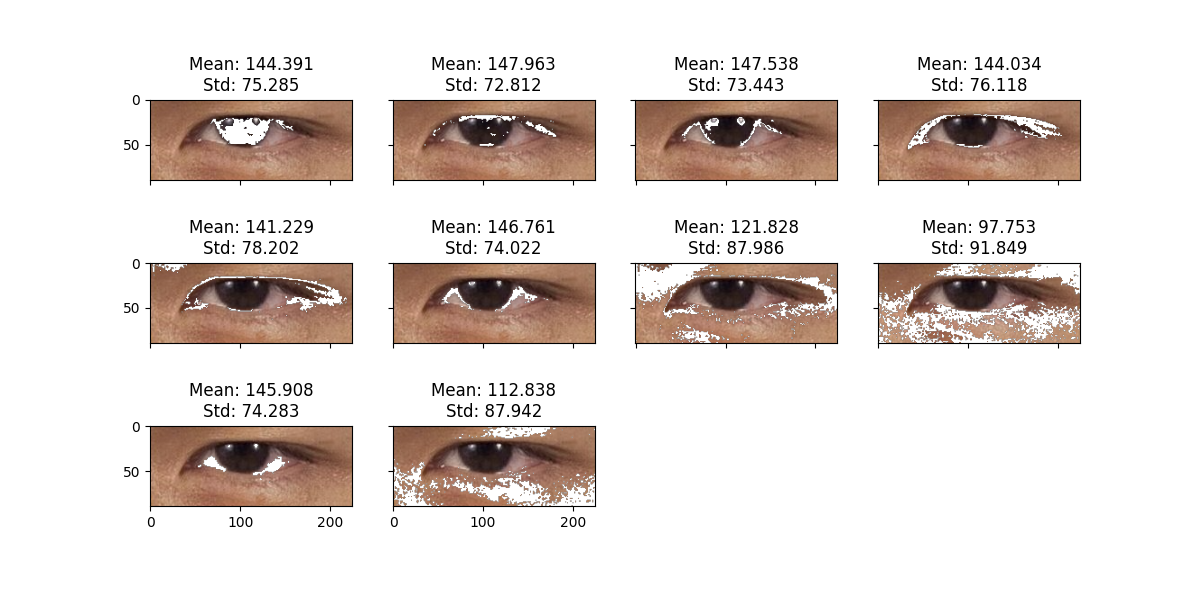 Mean: 144.391
Std: 75.285
Mean: 147.963
Std: 72.812
Mean: 147.538
Std: 73.443
Mean: 144.034
Std: 76.118
0
50
Mean: 141.229
Std: 78.202
Mean: 146.761
Std: 74.022
Mean: 121.828
Std: 87.986
Mean: 97.753
Std: 91.849
0
50
Mean: 145.908
Std: 74.283
Mean: 112.838
Std: 87.942
0
50
0 100 200
0 100 200